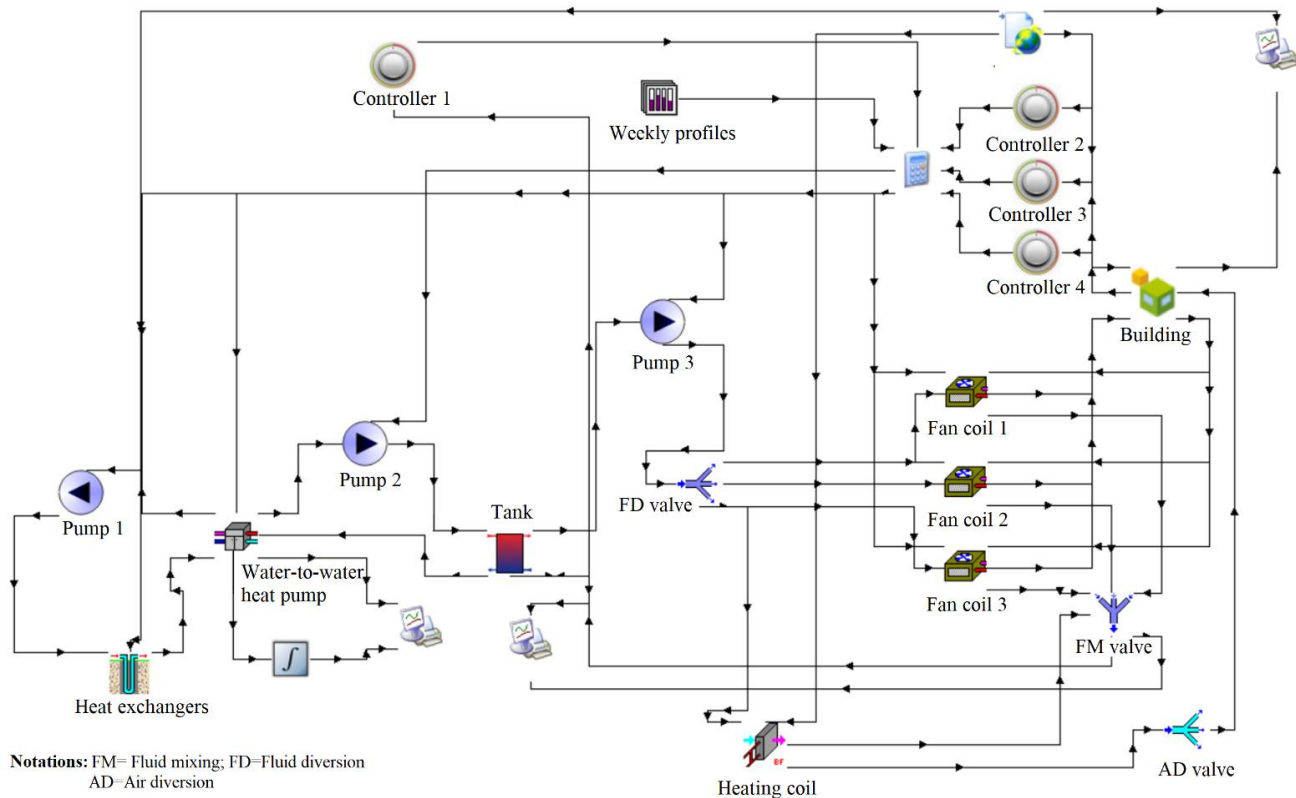 Controller 1
Weekly profiles
Controller 2
Controller 3
Controller 4
Building
Pump 3
Fan coil 1
Pump 2
Pump 1
Tank
FD valve
Fan coil 2
Water-to-water
heat pump
Fan coil 3
FM valve
Heat exchangers
BF
Heating coil
AD valve
Notations: FM= Fluid mixing; FD=Fluid diversion
AD=Air diversion